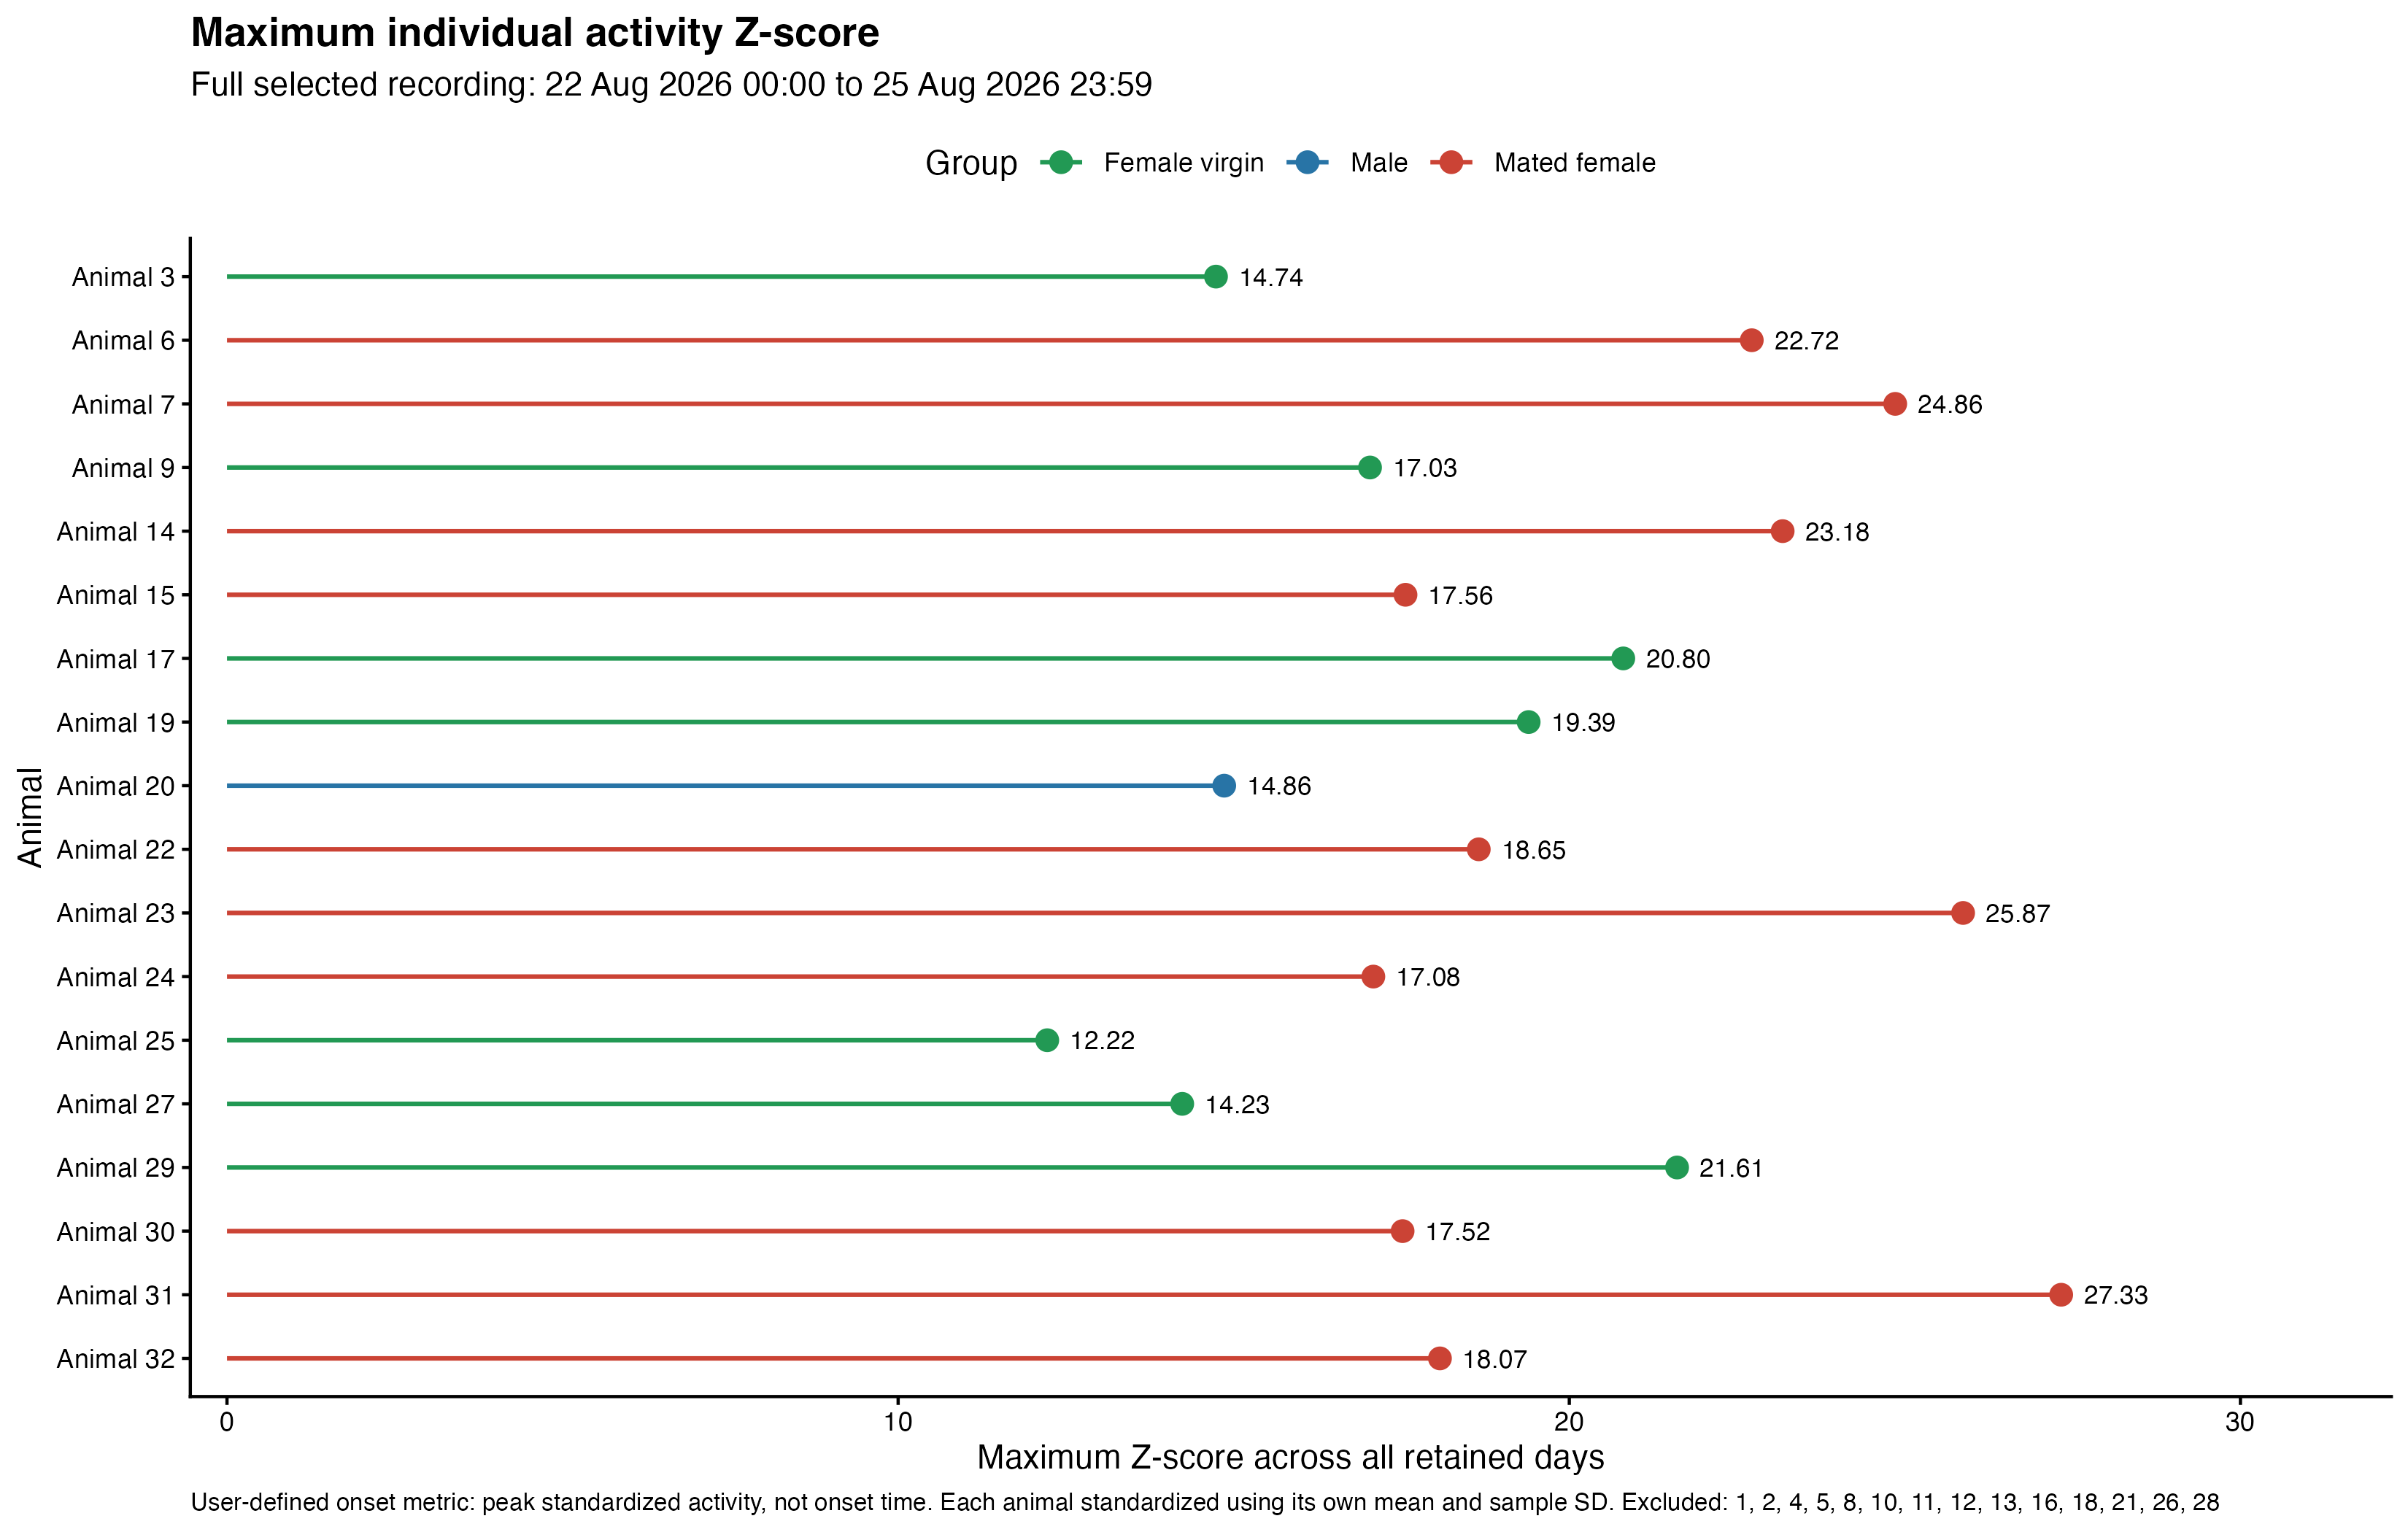 Maximum individual activity Z-score
Full selected recording: 22 Aug 2026 00:00 to 25 Aug 2026 23:59
Group Female virgin Male Mated female
Animal 3 14.74
Animal 6 22.72
Animal 7 24.86
Animal 9 17.03
Animal 14 23.18
Animal 15 17.56
Animal 17 20.80
Animal 19 19.39
Animal 20 14.86
Animal 22 18.65
Animal 23 25.87
Animal 24 17.08
Animal 25 12.22
Animal 27 14.23
Animal 29 21.61
Animal 30 17.52
Animal 31 27.33
Animal 32 18.07
Animal
0 10 20 30
Maximum Z-score across all retained days
User-defined onset metric: peak standardized activity, not onset time. Each animal standardized using its own mean and sample SD. Excluded: 1, 2, 4, 5, 8, 10, 11, 12, 13, 16, 18, 21, 26, 28